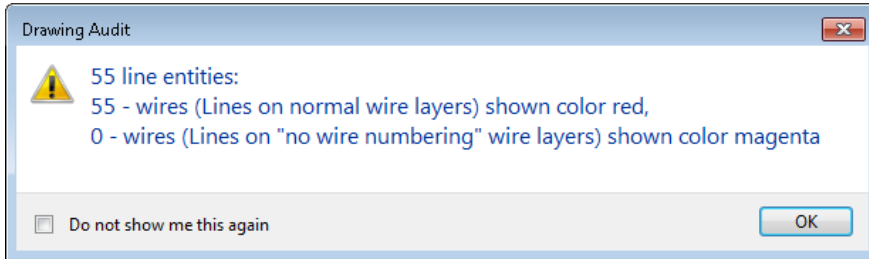 Drawing Audit
55 line entities:
55 - wires (Lines on normal wire layers) shown color red,
0 - wires (Lines on "no wire numbering" wire layers) shown color magenta
Do not show me this again
OK